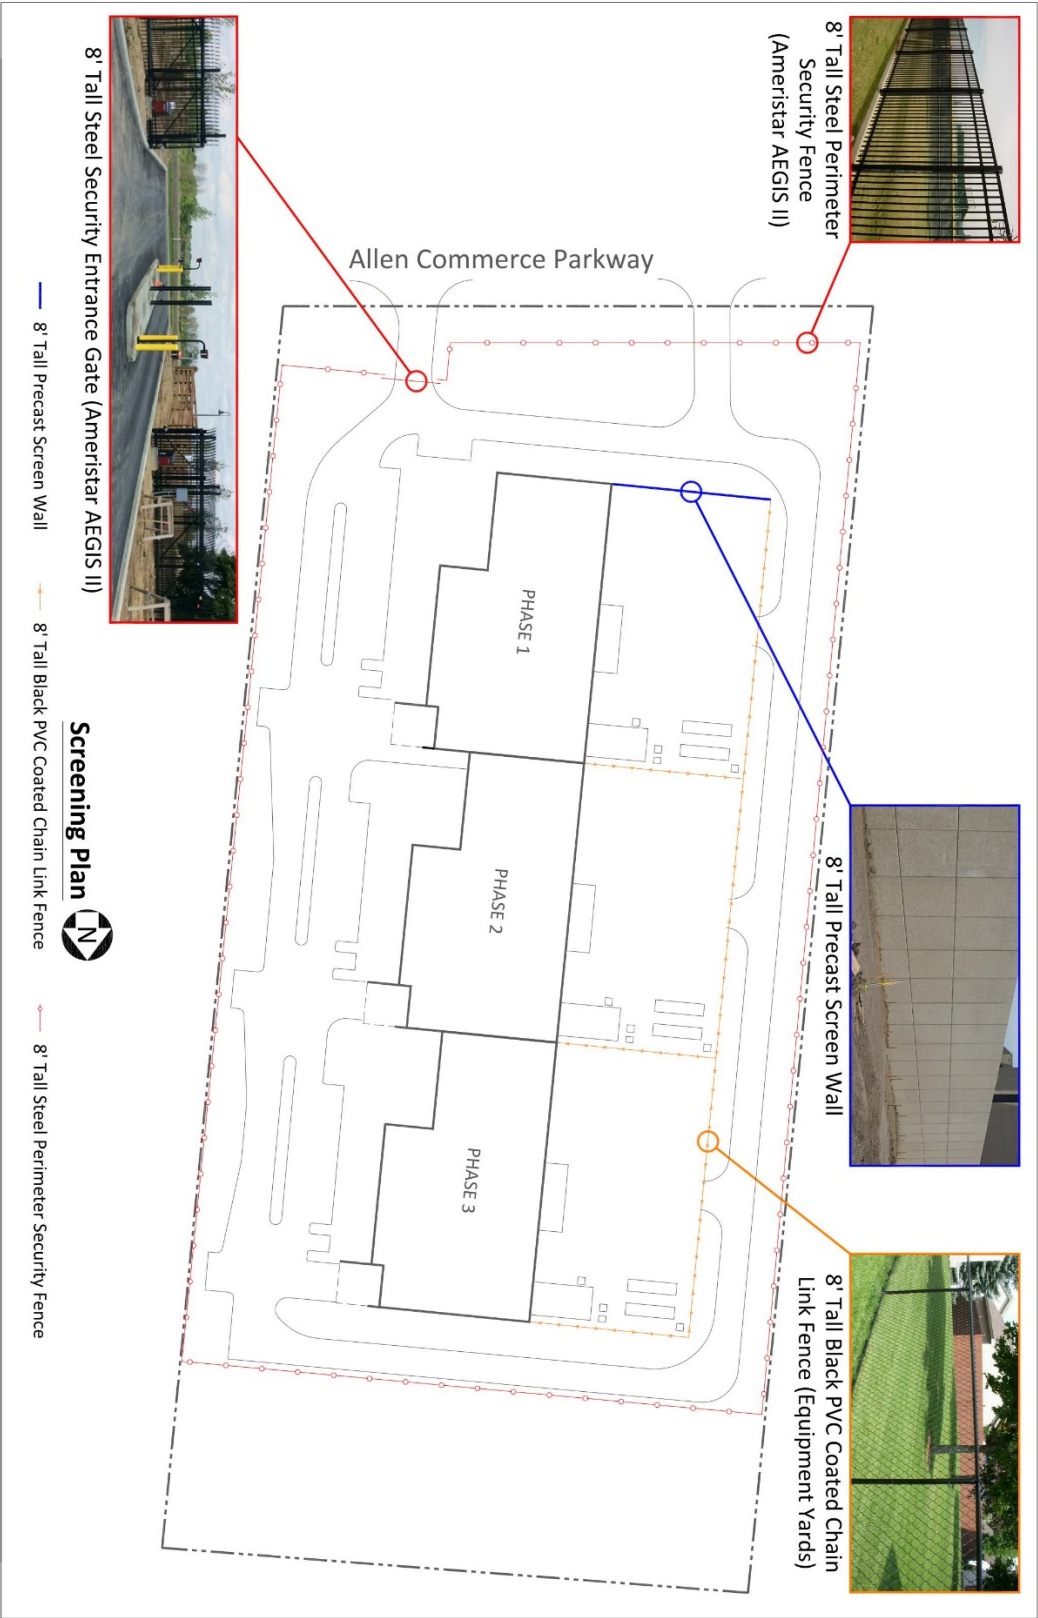 8' Tall Steel Perimeter
Security Fence
(Ameristar AEGIS II)
8' Tall Precast Screen Wall
8' Tall Black PVC Coated Chain
Link Fence (Equipment Yards)
Allen Commerce Parkway
PHASE 1
PHASE 2
PHASE 3
8' Tall Steel Security Entrance Gate (Ameristar AEGIS II)
Screening Plan
N
8' Tall Precast Screen Wall
8' Tall Black PVC Coated Chain Link Fence
8' Tall Steel Perimeter Security Fence